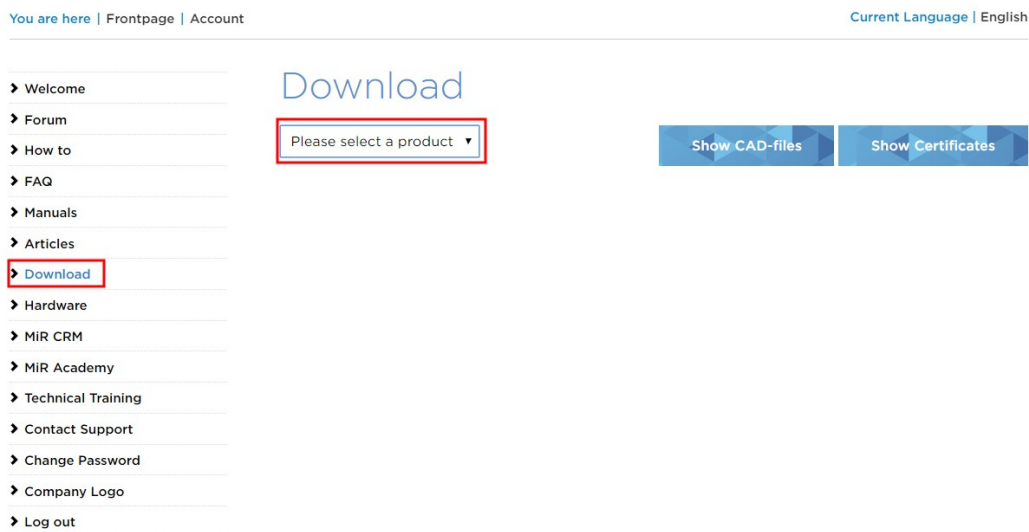 You are here | Frontpage | Account
Current Language | English
Welcome
Forum
How to
FAQ
Manuals
Articles
Download
Hardware
MiR CRM
MiR Academy
Technical Training
Contact Support
Change Password
Company Logo
Log out
Download
Please select a product
Show CAD-files
Show Certificates